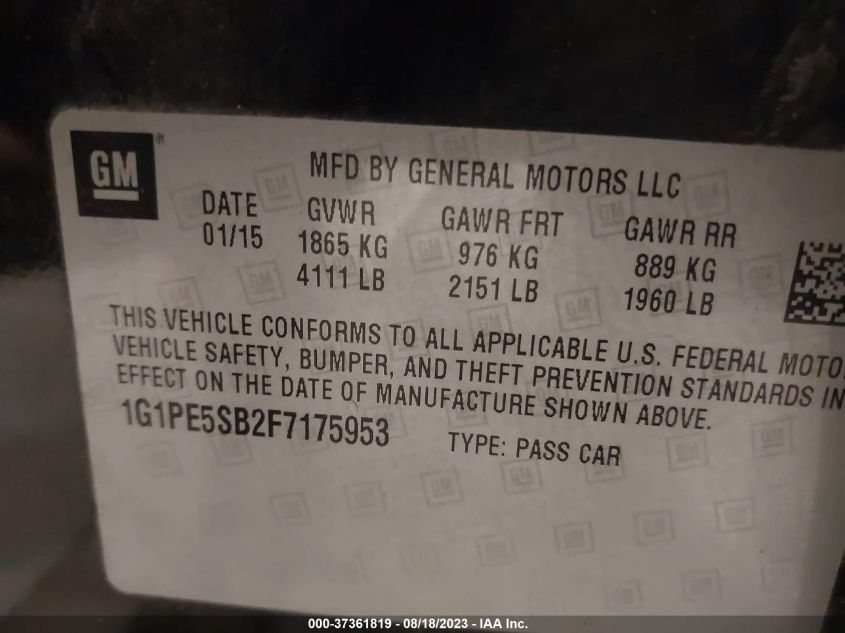 GM
MFD BY GENERAL MOTORS LLC
DATE GVWR GAWR FRT GAWR RR
01/15 1865 KG 976 KG 889 KG
4111 LB 2151 LB 1960 LB
THIS VEHICLE CONFORMS TO ALL APPLICABLE U.S. FEDERAL MOTO
VEHICLE SAFETY, BUMPER, AND THEFT PREVENTION STANDARDS IN
EFFECT ON THE DATE OF MANUFACTURE SHOWN ABOVE.
1G1PE5SB2F7175953 TYPE: PASS CAR
000-37361819 - 08/18/2023 - IAA Inc.